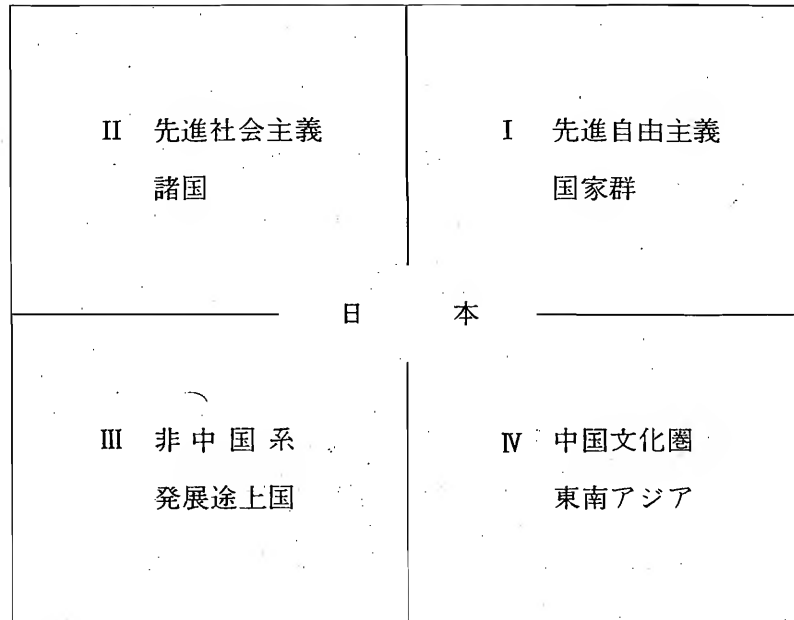 II 先進社会主義
諸国
I 先進自由主義
国家群
日 本
III 非中国系
発展途上国
IV 中国文化圏
東南アジア